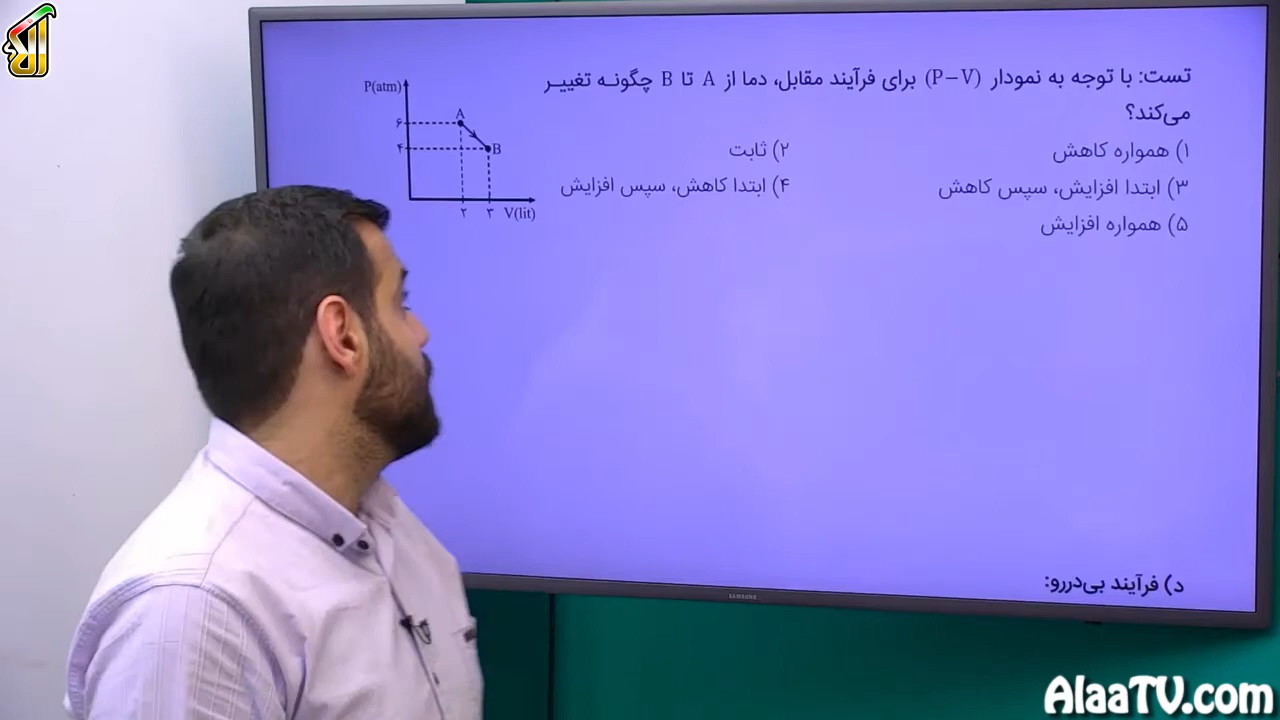 تست: با توجه به نمودار (P-V) برای فرآیند مقابل، دما از A تا B چگونه تغییر
می‌کند؟
۱) همواره کاهش
۲) ثابت
۳) ابتدا افزایش، سپس کاهش
۴) ابتدا کاهش، سپس افزایش
۵) همواره افزایش
P(atm)
A
۶
۴
B
۲
۳
V(lit)
د) فرآیند بی‌دررو:
SAMSUNG
آلاء
AlaaTV.com